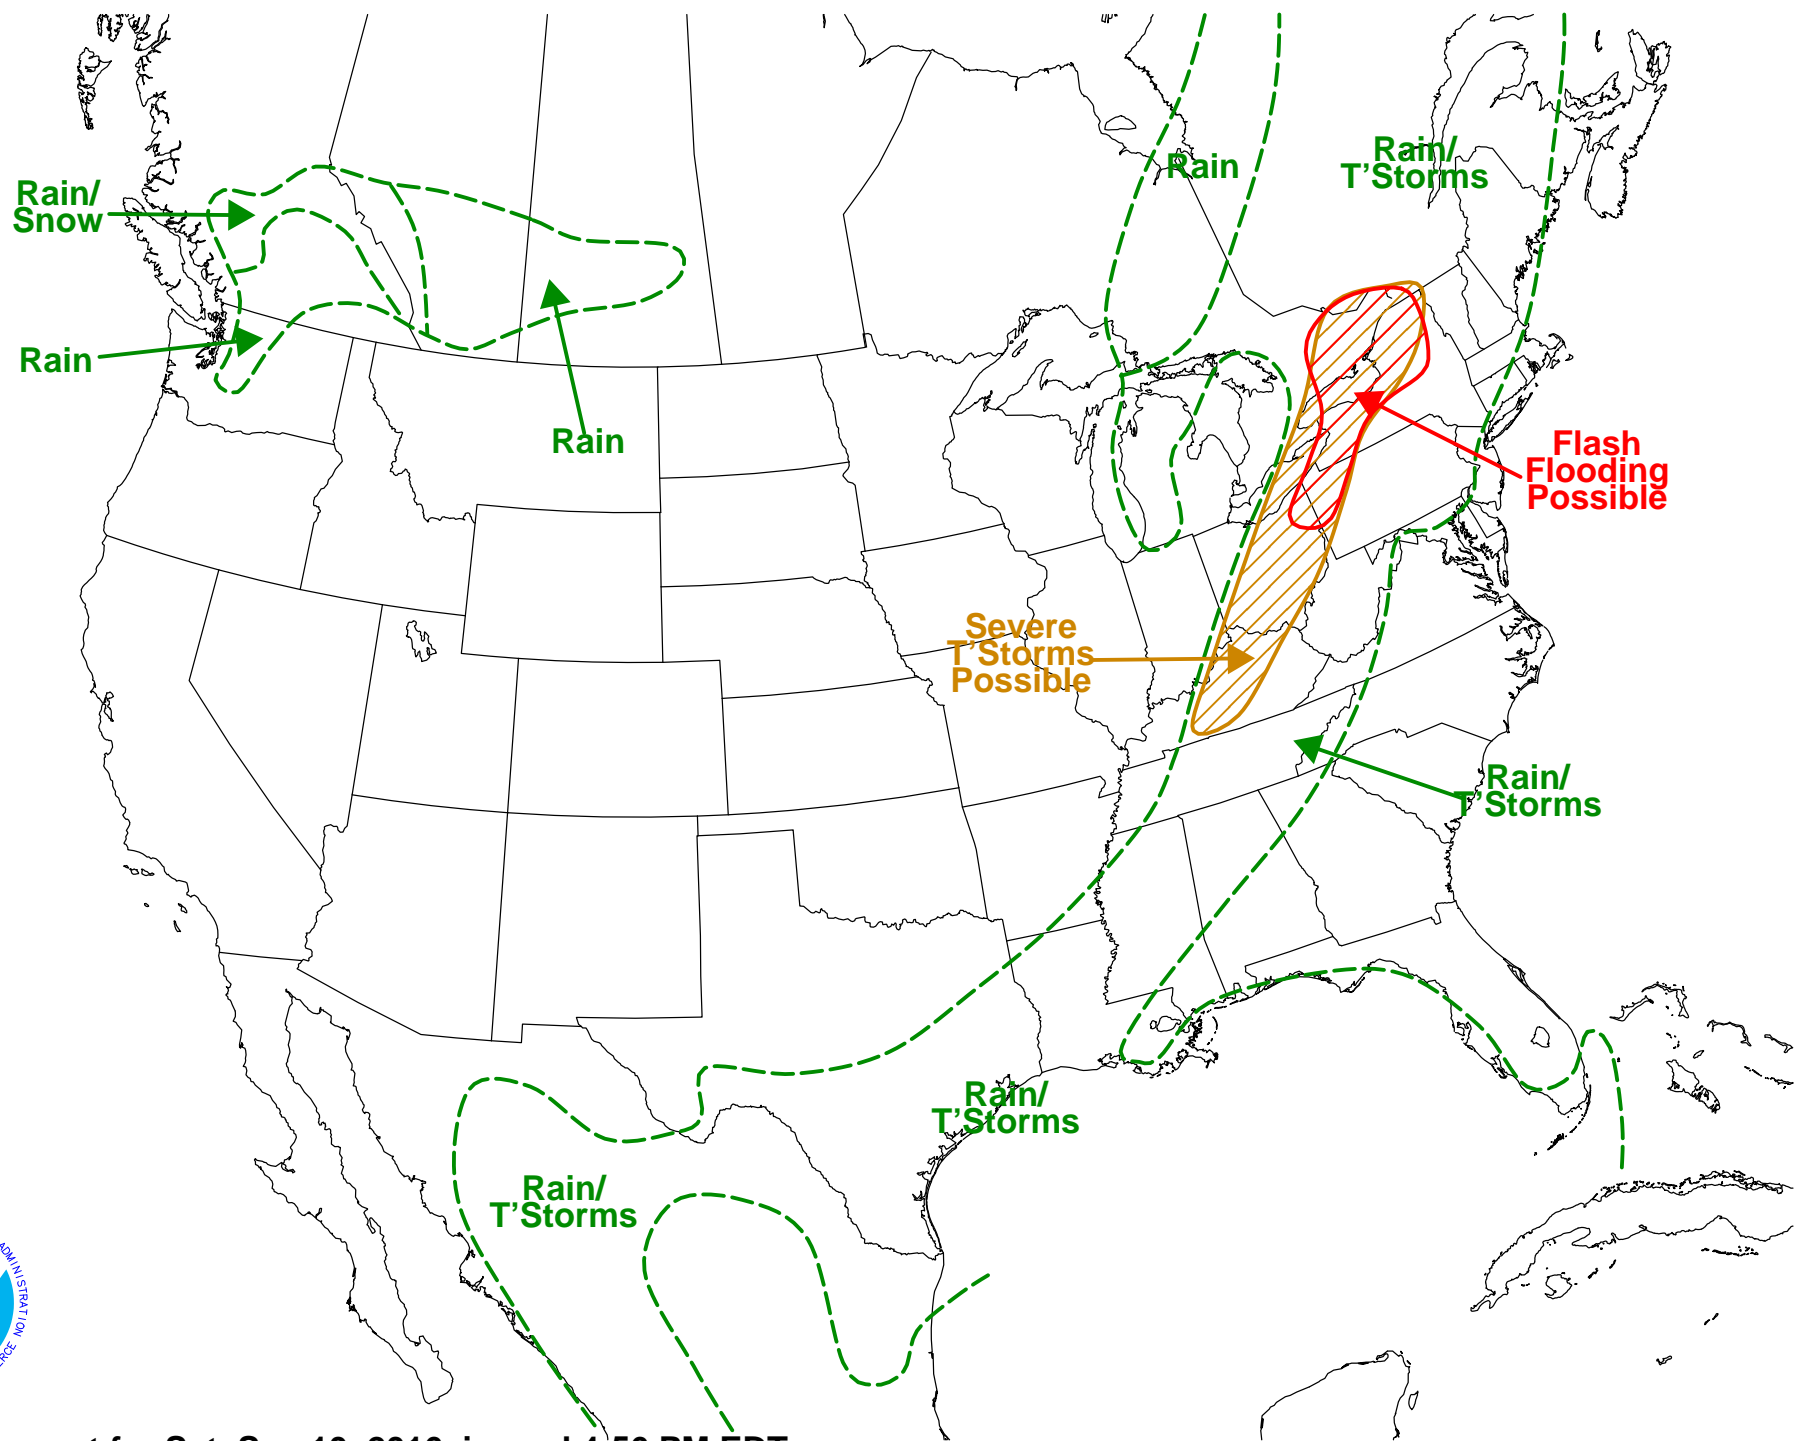 Rain/
Snow
Rain
Rain
Rain
Rain/
T'Storms
Flash
Flooding
Possible
Severe
T'Storms
Possible
Rain/
T'Storms
Rain/
T'Storms
Rain/
T'Storms
ADMINISTRATION